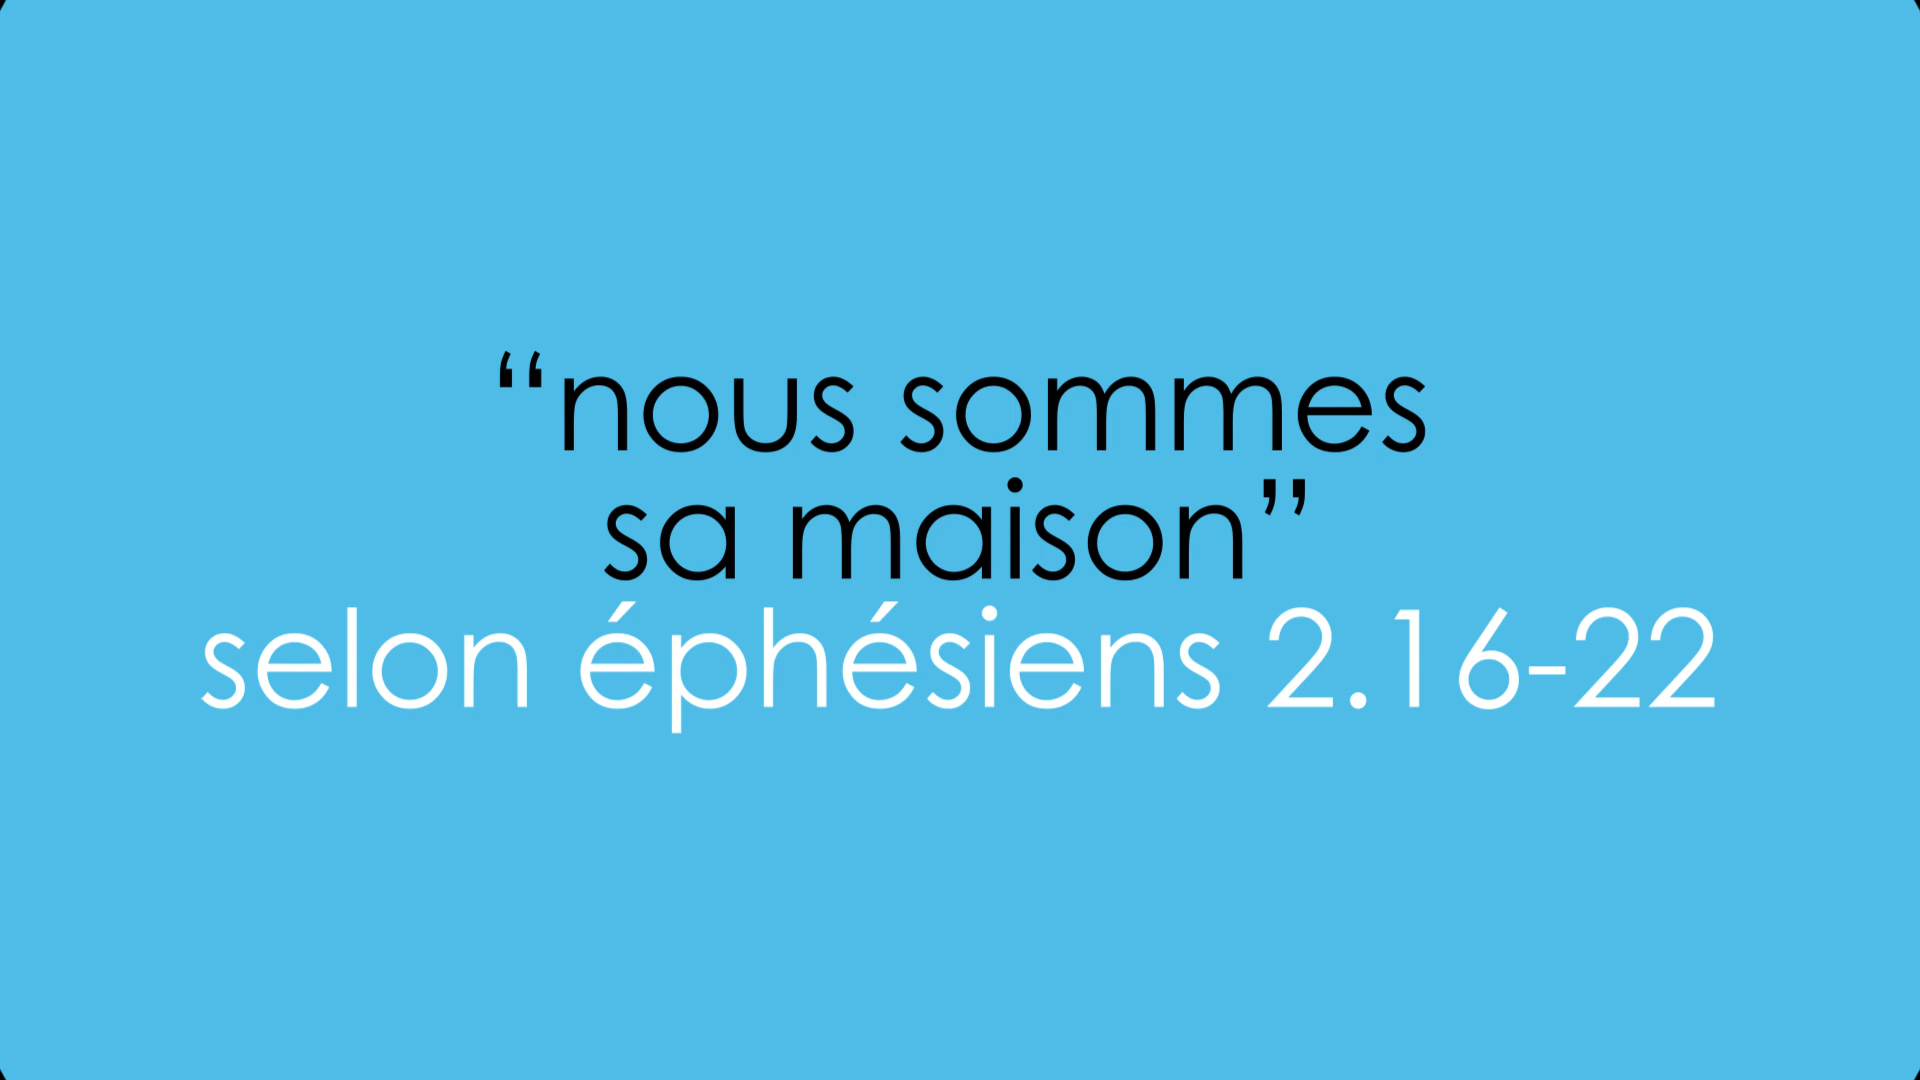 “nous sommes
sa maison”
selon éphésiens 2.16-22